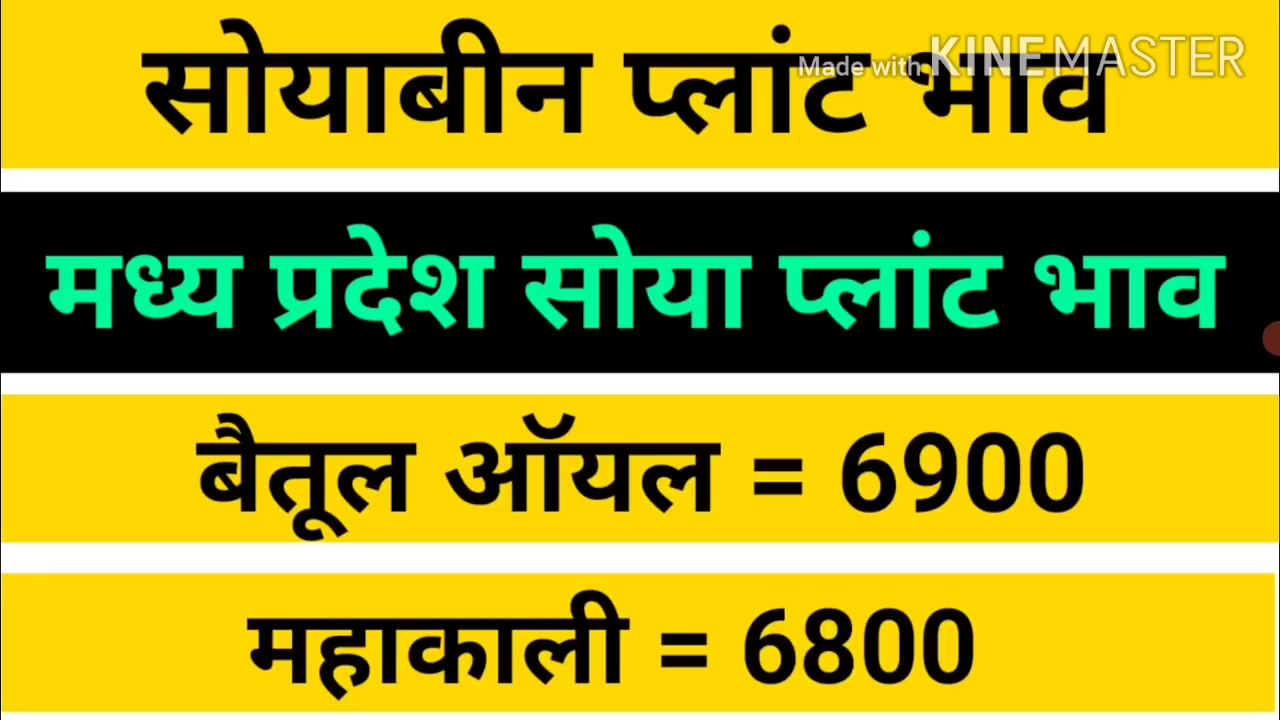 सोयाबीन प्लांट भाव
Made with KINEMASTER
मध्य प्रदेश सोया प्लांट भाव
बैतूल ऑयल = 6900
महाकाली = 6800